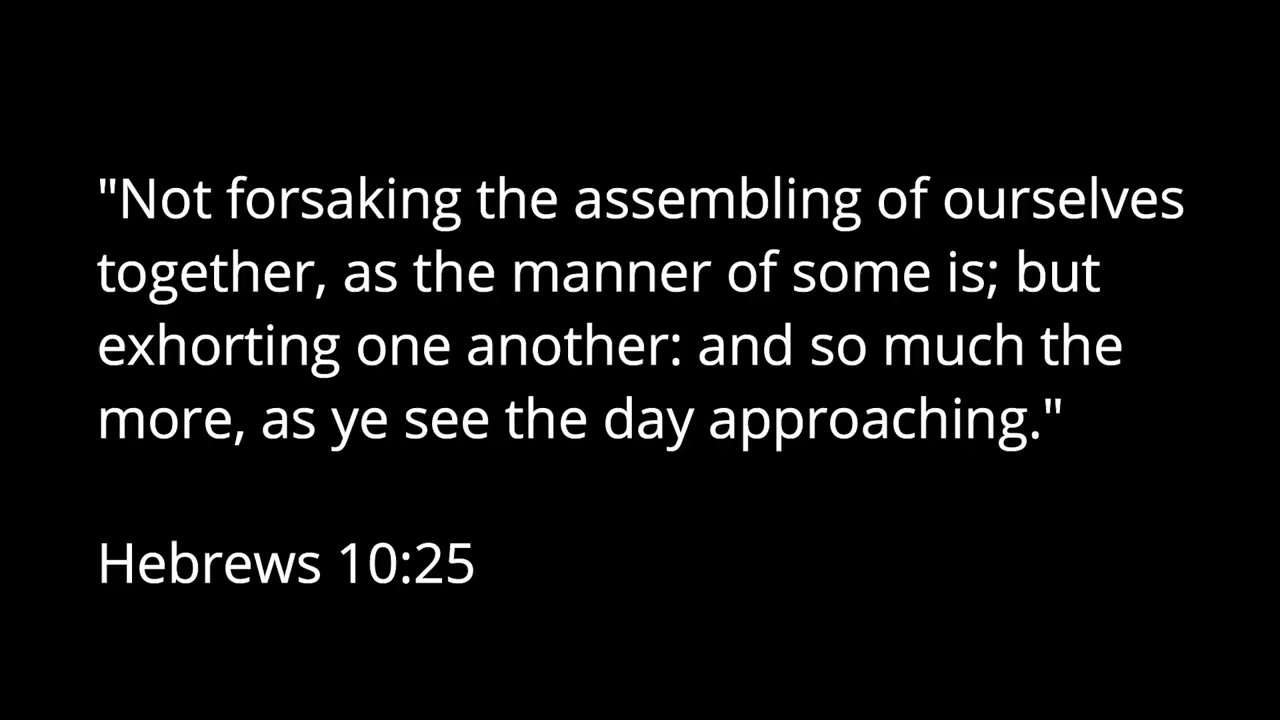 "Not forsaking the assembling of ourselves
together, as the manner of some is; but
exhorting one another: and so much the
more, as ye see the day approaching."
Hebrews 10:25